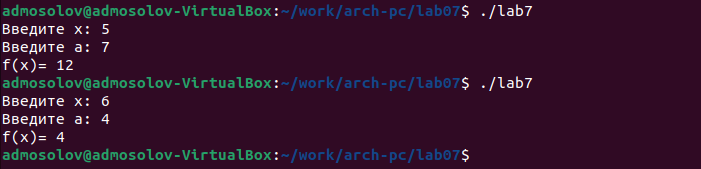 admosolov@admosolov-VirtualBox:~/work/arch-pc/lab07$ ./lab7
Введите x: 5
Введите a: 7
f(x)= 12
admosolov@admosolov-VirtualBox:~/work/arch-pc/lab07$ ./lab7
Введите x: 6
Введите a: 4
f(x)= 4
admosolov@admosolov-VirtualBox:~/work/arch-pc/lab07$